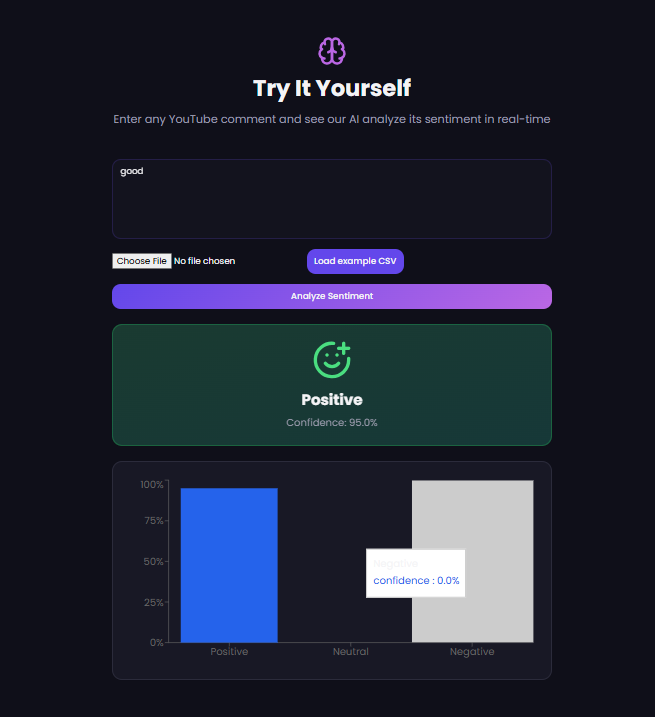 Try It Yourself
Enter any YouTube comment and see our AI analyze its sentiment in real-time
good
Choose File No file chosen
Load example CSV
Analyze Sentiment
Positive
Confidence: 95.0%
100%
75%
50%
25%
0%
Negative
confidence : 0.0%
Positive
Neutral
Negative